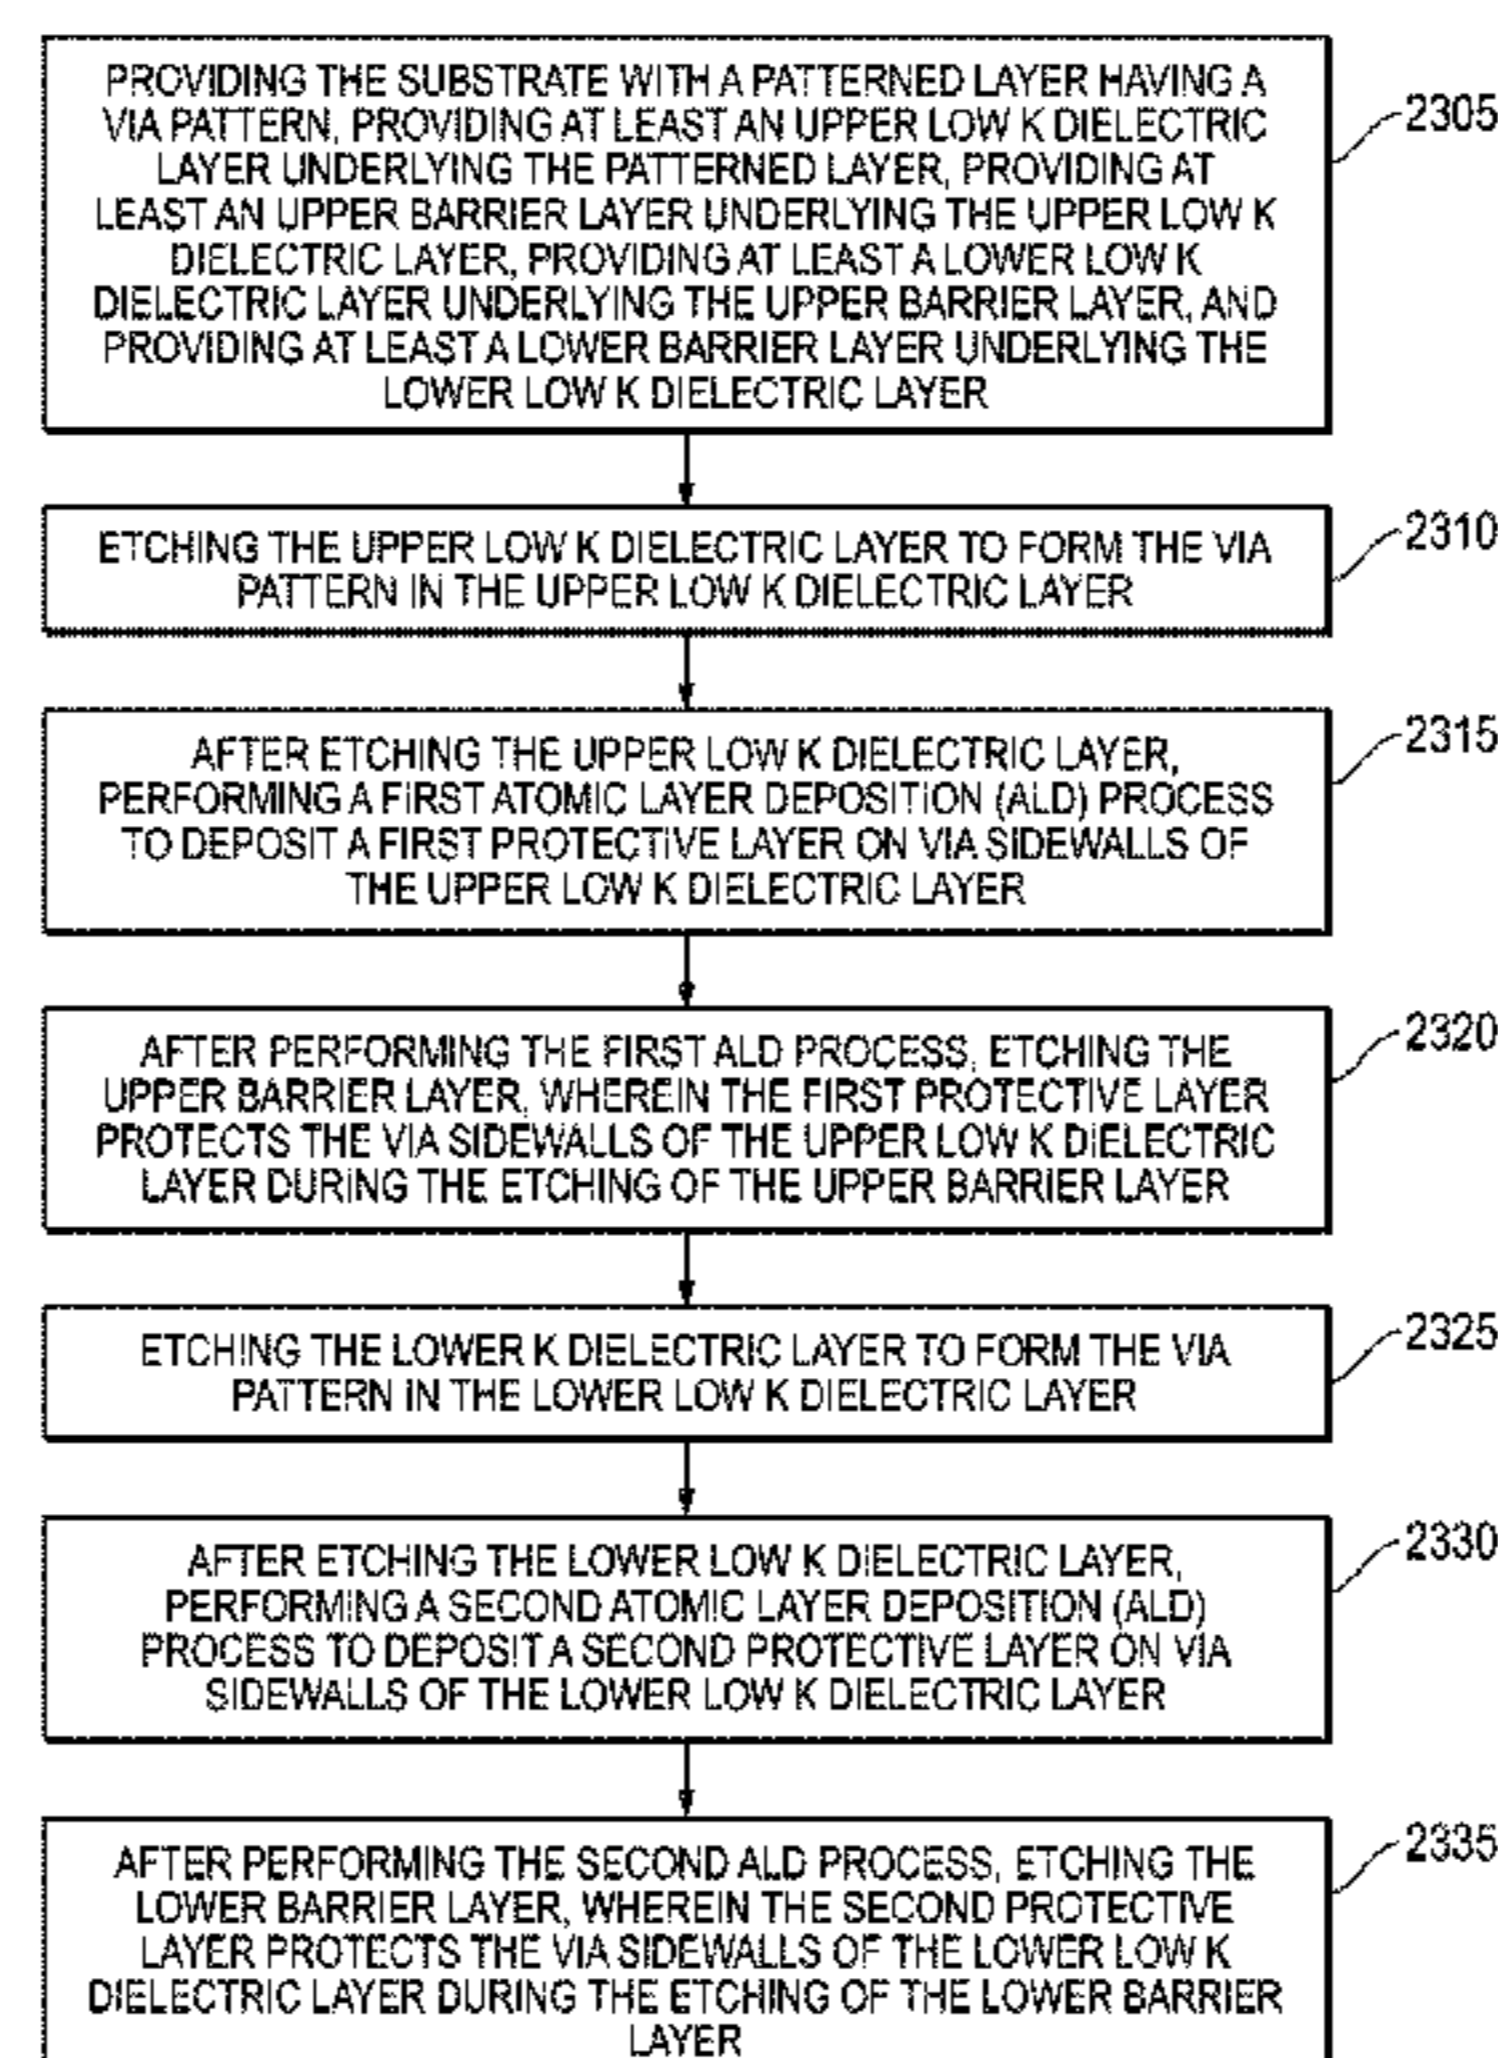 PROVIDING THE SUBSTRATE WITH A PATTERNED LAYER HAVING A
VIA PATTERN, PROVIDING AT LEAST AN UPPER LOW K DIELECTRIC
LAYER UNDERLYING THE PATTERNED LAYER, PROVIDING AT
LEAST AN UPPER BARRIER LAYER UNDERLYING THE UPPER LOW K
DIELECTRIC LAYER, PROVIDING AT LEAST A LOWER LOW K
DIELECTRIC LAYER UNDERLYING THE UPPER BARRIER LAYER, AND
PROVIDING AT LEAST A LOWER BARRIER LAYER UNDERLYING THE
LOWER LOW K DIELECTRIC LAYER
2305
ETCHING THE UPPER LOW K DIELECTRIC LAYER TO FORM THE VIA
PATTERN IN THE UPPER LOW K DIELECTRIC LAYER
2310
AFTER ETCHING THE UPPER LOW K DIELECTRIC LAYER,
PERFORMING A FIRST ATOMIC LAYER DEPOSITION (ALD) PROCESS
TO DEPOSIT A FIRST PROTECTIVE LAYER ON VIA SIDEWALLS OF
THE UPPER LOW K DIELECTRIC LAYER
2315
AFTER PERFORMING THE FIRST ALD PROCESS, ETCHING THE
UPPER BARRIER LAYER, WHEREIN THE FIRST PROTECTIVE LAYER
PROTECTS THE VIA SIDEWALLS OF THE UPPER LOW K DIELECTRIC
LAYER DURING THE ETCHING OF THE UPPER BARRIER LAYER
2320
ETCHING THE LOWER K DIELECTRIC LAYER TO FORM THE VIA
PATTERN IN THE LOWER LOW K DIELECTRIC LAYER
2325
AFTER ETCHING THE LOWER LOW K DIELECTRIC LAYER,
PERFORMING A SECOND ATOMIC LAYER DEPOSITION (ALD)
PROCESS TO DEPOSIT A SECOND PROTECTIVE LAYER ON VIA
SIDEWALLS OF THE LOWER LOW K DIELECTRIC LAYER
2330
AFTER PERFORMING THE SECOND ALD PROCESS, ETCHING THE
LOWER BARRIER LAYER, WHEREIN THE SECOND PROTECTIVE
LAYER PROTECTS THE VIA SIDEWALLS OF THE LOWER LOW K
DIELECTRIC LAYER DURING THE ETCHING OF THE LOWER BARRIER
LAYER
2335